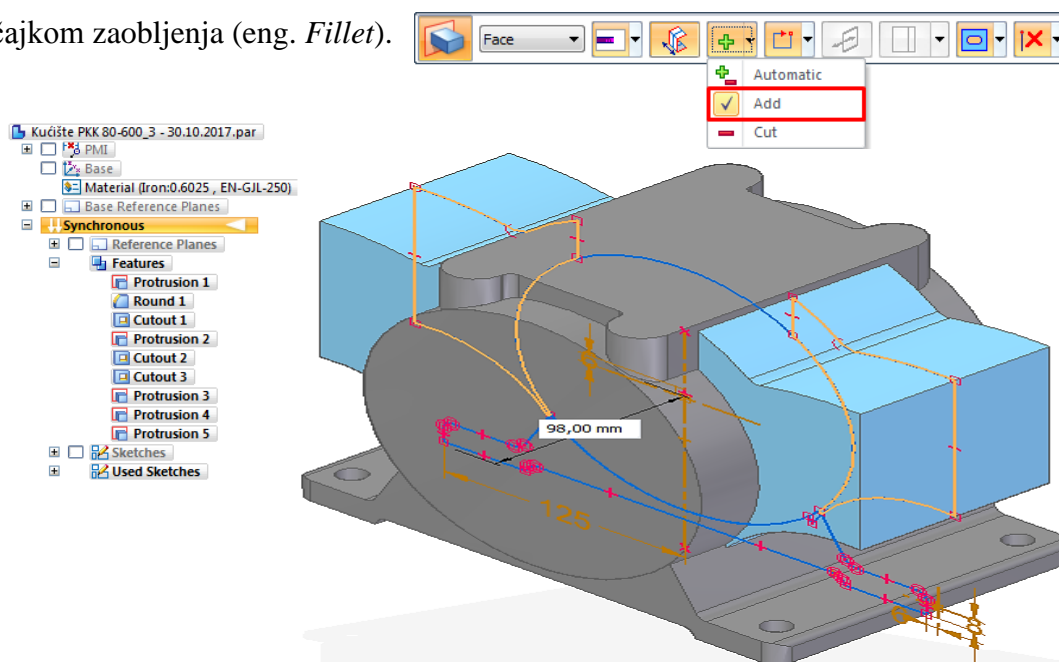 čajkom zaobljenja (eng. Fillet).
Face
Automatic
Add
Cut
Kućište PKK 80-600_3 - 30.10.2017.par
PMI
Base
Material (Iron:0.6025 , EN-GJL-250)
Base Reference Planes
Synchronous
Reference Planes
Features
Protrusion 1
Round 1
Cutout 1
Protrusion 2
Cutout 2
Cutout 3
Protrusion 3
Protrusion 4
Protrusion 5
Sketches
Used Sketches
98,00 mm
125